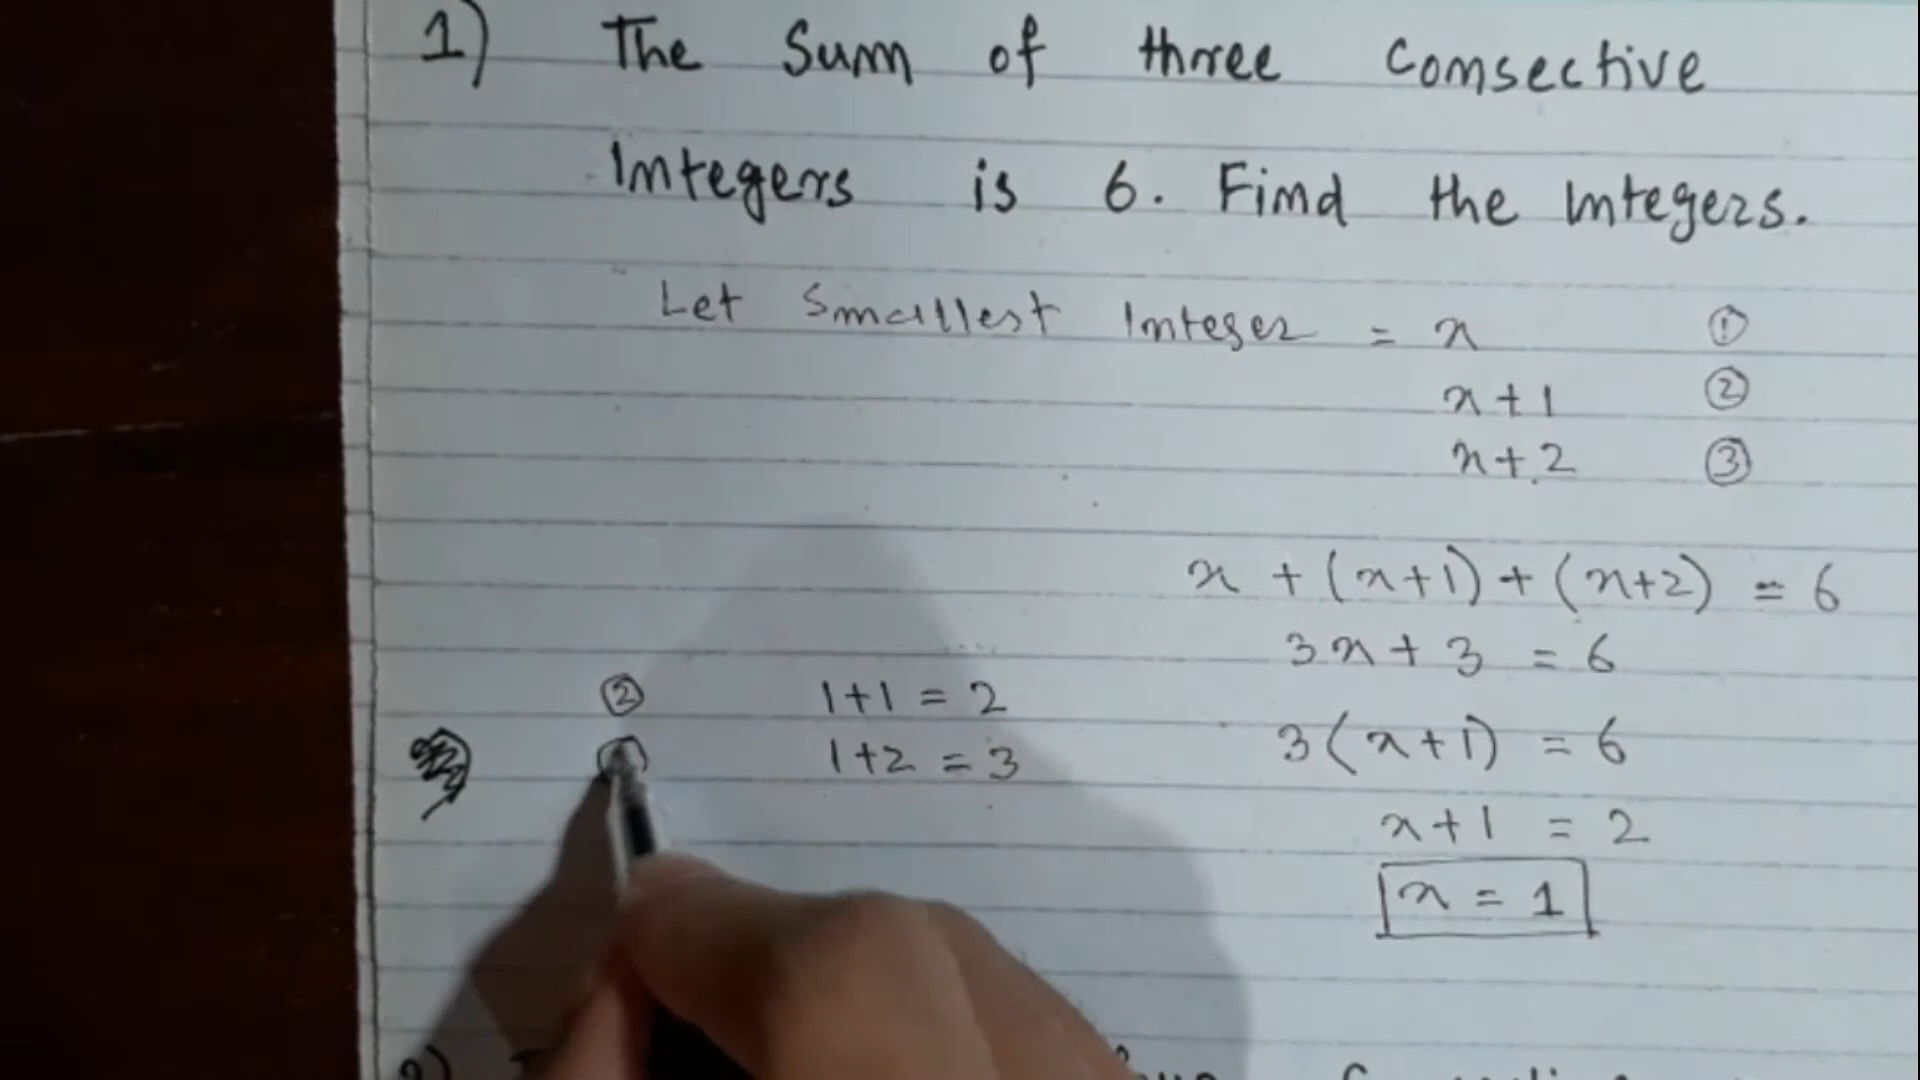 1) The Sum of three Comsective
Integers is 6. Find the Integers.
Let Smallest Integer = x ①
x+1 ②
x+2 ③
x + (x+1) + (x+2) = 6
3x + 3 = 6
② 1+1 = 2
3(x+1) = 6
1+2 = 3
x+1 = 2
x = 1
2)